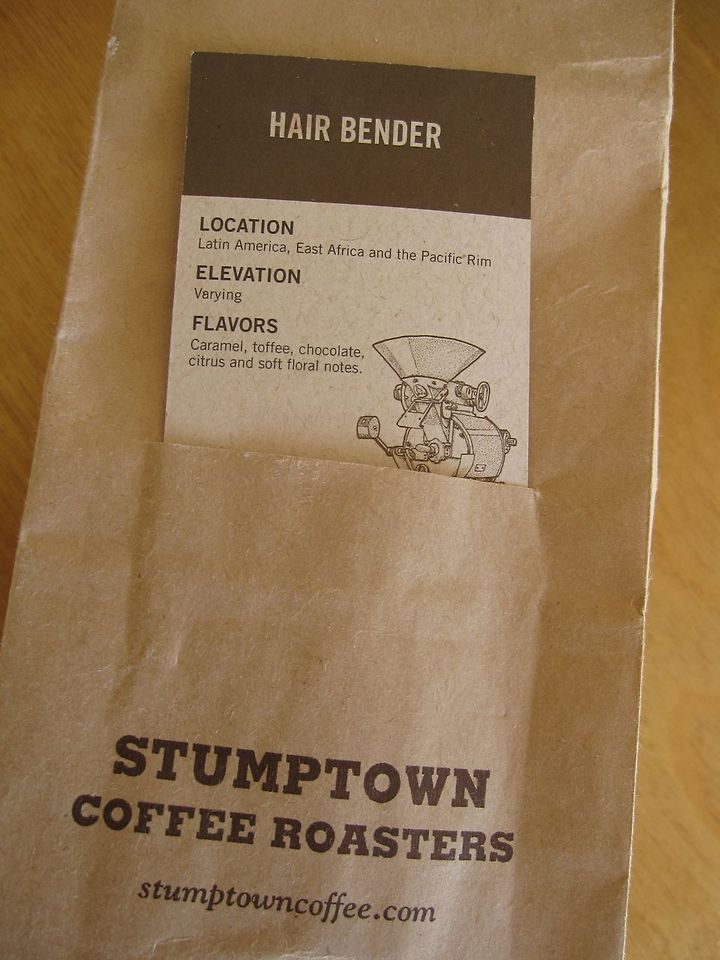 HAIR BENDER
LOCATION
Latin America, East Africa and the Pacific Rim
ELEVATION
Varying
FLAVORS
Caramel, toffee, chocolate,
citrus and soft floral notes.
STUMPTOWN
COFFEE ROASTERS
stumptowncoffee.com